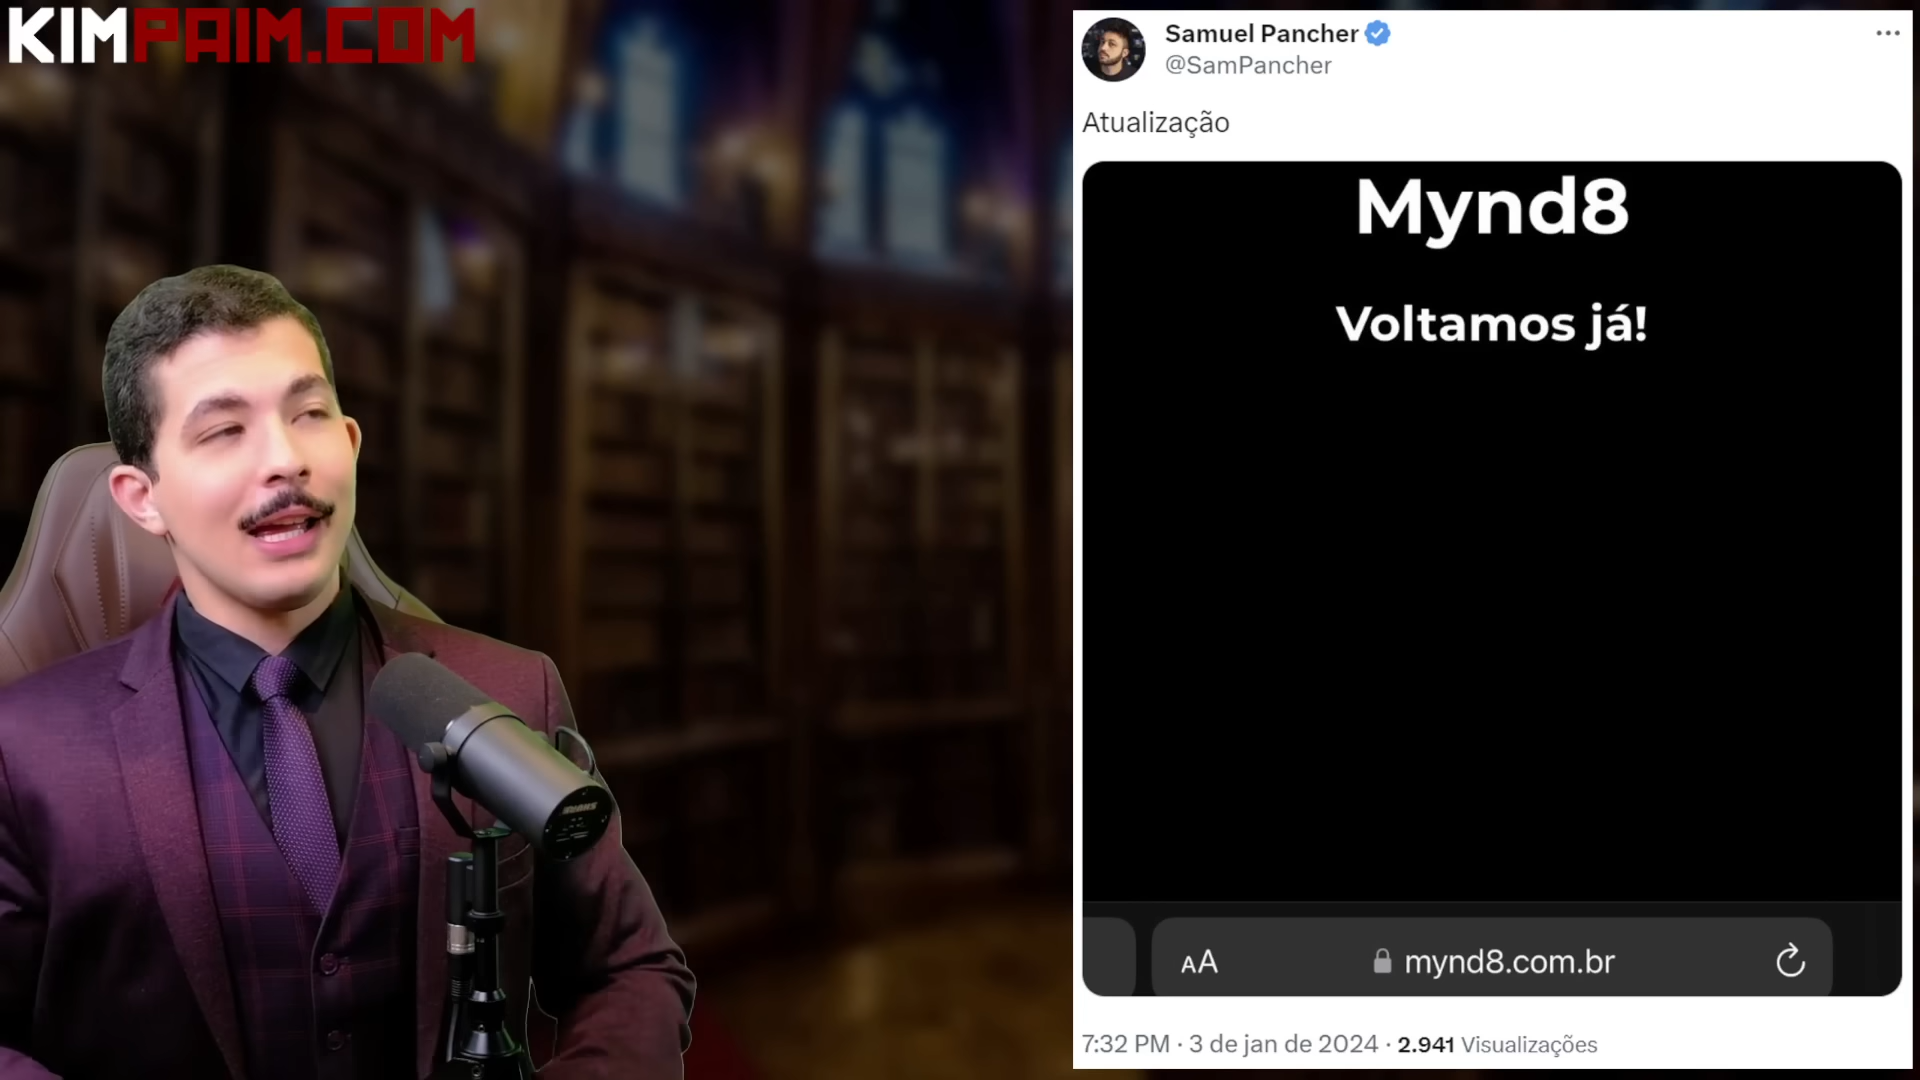 KIMPAIM.COM
Samuel Pancher
@SamPancher
Atualização
Mynd8
Voltamos já!
AA
mynd8.com.br
7:32 PM · 3 de jan de 2024 · 2.941 Visualizações
SHURE